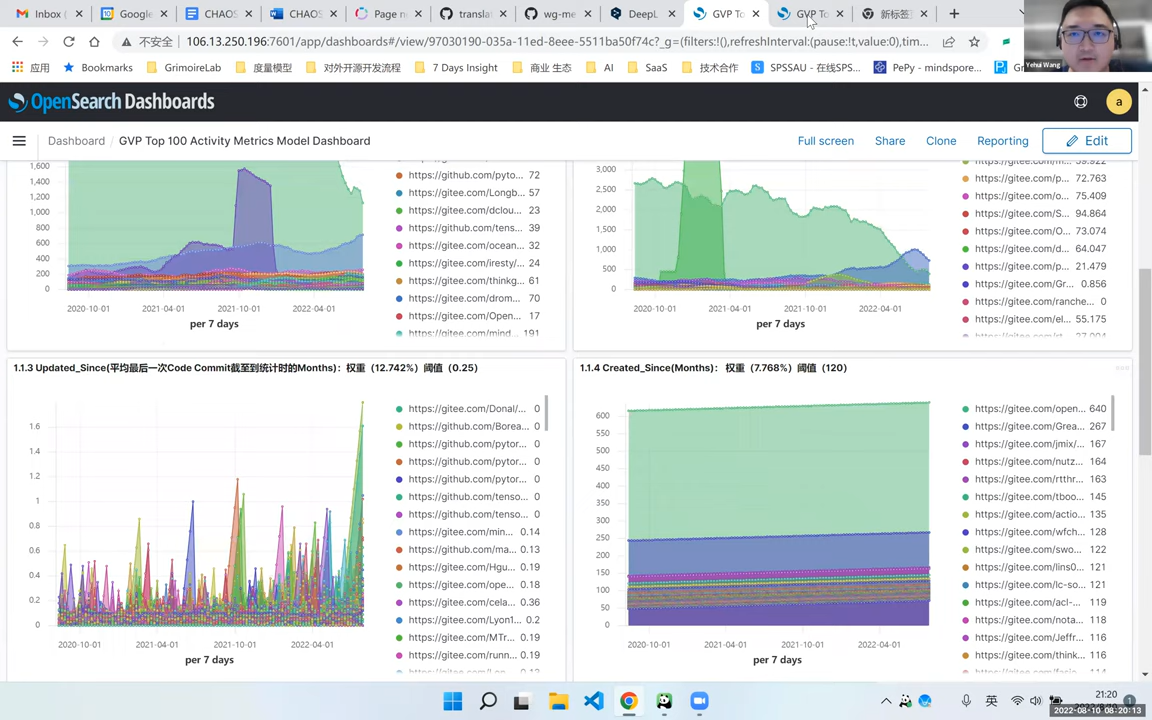 Inbox (
Google
CHAOS
CHAOS
Page n
translat
wg-me
DeepL
GVP To
GVP To
新标签
不安全
106.13.250.196:7601/app/dashboards#/view/97030190-035a-11ed-8eee-5511ba50f74c?_g=(filters:!(),refreshInterval:(pause:!t,value:0),tim...
应用
Bookmarks
GrimoireLab
度量模型
对外开源开发流程
7 Days Insight
商业 生态
AI
SaaS
技术合作
SPSSAU - 在线SPS...
PePy - mindspore...
Yehui Wang
OpenSearch Dashboards
a
Dashboard / GVP Top 100 Activity Metrics Model Dashboard
Full screen
Share
Clone
Reporting
Edit
1,600
1,400
1,200
1,000
800
600
400
200
0
2020-10-01
2021-04-01
2021-10-01
2022-04-01
per 7 days
https://github.com/pyto... 72
https://gitee.com/Longb... 57
https://gitee.com/dclou... 23
https://github.com/tens... 39
https://gitee.com/ocean... 32
https://gitee.com/iresty/... 24
https://gitee.com/thinkg... 61
https://gitee.com/drom... 70
https://gitee.com/Open... 17
https://gitee.com/mind... 191
3,000
2,500
2,000
1,500
1,000
500
0
2020-10-01
2021-04-01
2021-10-01
2022-04-01
per 7 days
https://gitee.com/p... 72.763
https://gitee.com/o... 75.409
https://gitee.com/S... 94.864
https://gitee.com/O... 73.074
https://gitee.com/d... 64.047
https://gitee.com/p... 21.479
https://gitee.com/Gr... 0.856
https://gitee.com/ranche... 0
https://gitee.com/el... 55.175
1.1.3 Updated_Since(平均最后一次Code Commit截至到统计时的Months)：权重（12.742%）阈值（0.25）
1.6
1.4
1.2
1
0.8
0.6
0.4
0.2
0
2020-10-01
2021-04-01
2021-10-01
2022-04-01
per 7 days
https://gitee.com/Donal/... 0
https://gitee.com/Borea... 0
https://github.com/pytor... 0
https://github.com/pytor... 0
https://github.com/pytor... 0
https://github.com/tenso... 0
https://github.com/tenso... 0
https://gitee.com/min... 0.14
https://github.com/ma... 0.13
https://gitee.com/Hgu... 0.19
https://gitee.com/ope... 0.18
https://gitee.com/cela... 0.36
https://gitee.com/Lyon1... 0.2
https://gitee.com/MTr... 0.19
https://gitee.com/runn... 0.19
1.1.4 Created_Since(Months)： 权重（7.768%）阈值（120）
600
550
500
450
400
350
300
250
200
150
100
50
0
2020-10-01
2021-04-01
2021-10-01
2022-04-01
per 7 days
https://gitee.com/open... 640
https://gitee.com/Grea... 267
https://gitee.com/jmix/... 167
https://gitee.com/nutz... 164
https://gitee.com/rtthr... 163
https://gitee.com/tboo... 145
https://gitee.com/actio... 135
https://gitee.com/wfch... 128
https://gitee.com/swo... 122
https://gitee.com/lins0... 121
https://gitee.com/lc-so... 121
https://gitee.com/acl-... 119
https://gitee.com/nota... 118
https://gitee.com/Jeffr... 116
https://gitee.com/think... 116
英
21:20
2022-08-10 08:20:13
1